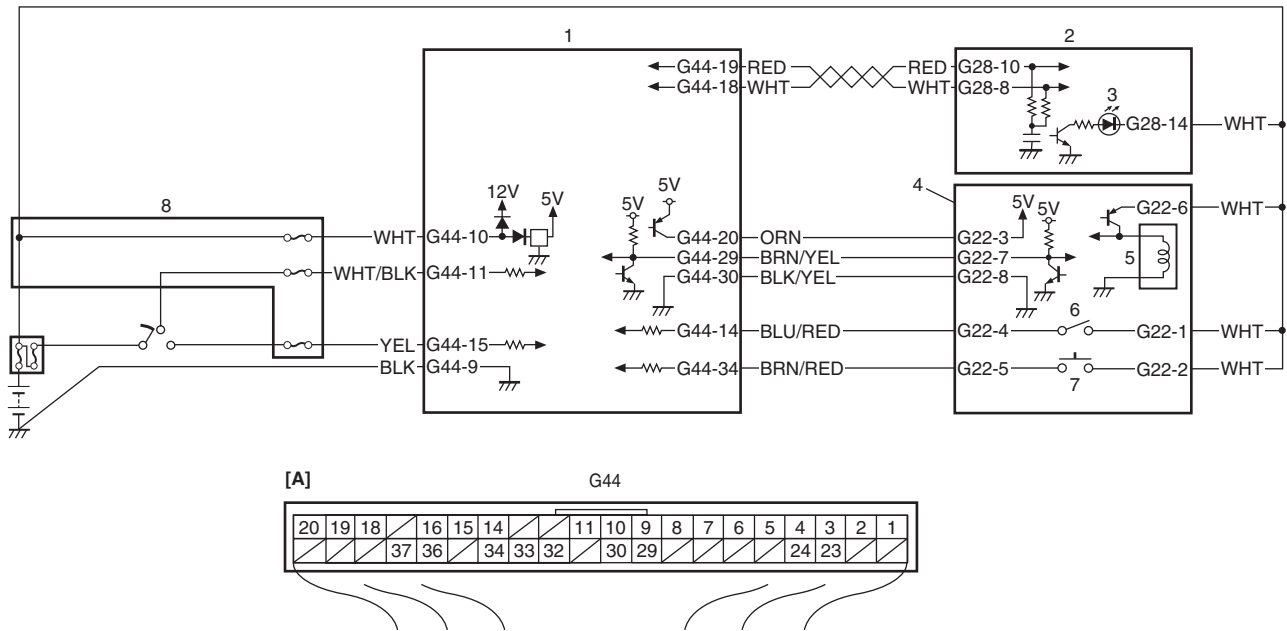 1 2
G44-19 RED RED G28-10
G44-18 WHT WHT G28-8
3
G28-14 WHT
4
8 12V 5V 5V 5V 5V 5V G22-6 WHT
WHT G44-10 G44-20 ORN G22-3
G44-29 BRN/YEL G22-7 5
WHT/BLK G44-11 G44-30 BLK/YEL G22-8
6
G44-14 BLU/RED G22-4 G22-1 WHT
YEL G44-15
BLK G44-9 G44-34 BRN/RED G22-5 G22-2 WHT
7
[A] G44
20 19 18 16 15 14 11 10 9 8 7 6 5 4 3 2 1
37 36 34 33 32 30 29 24 23